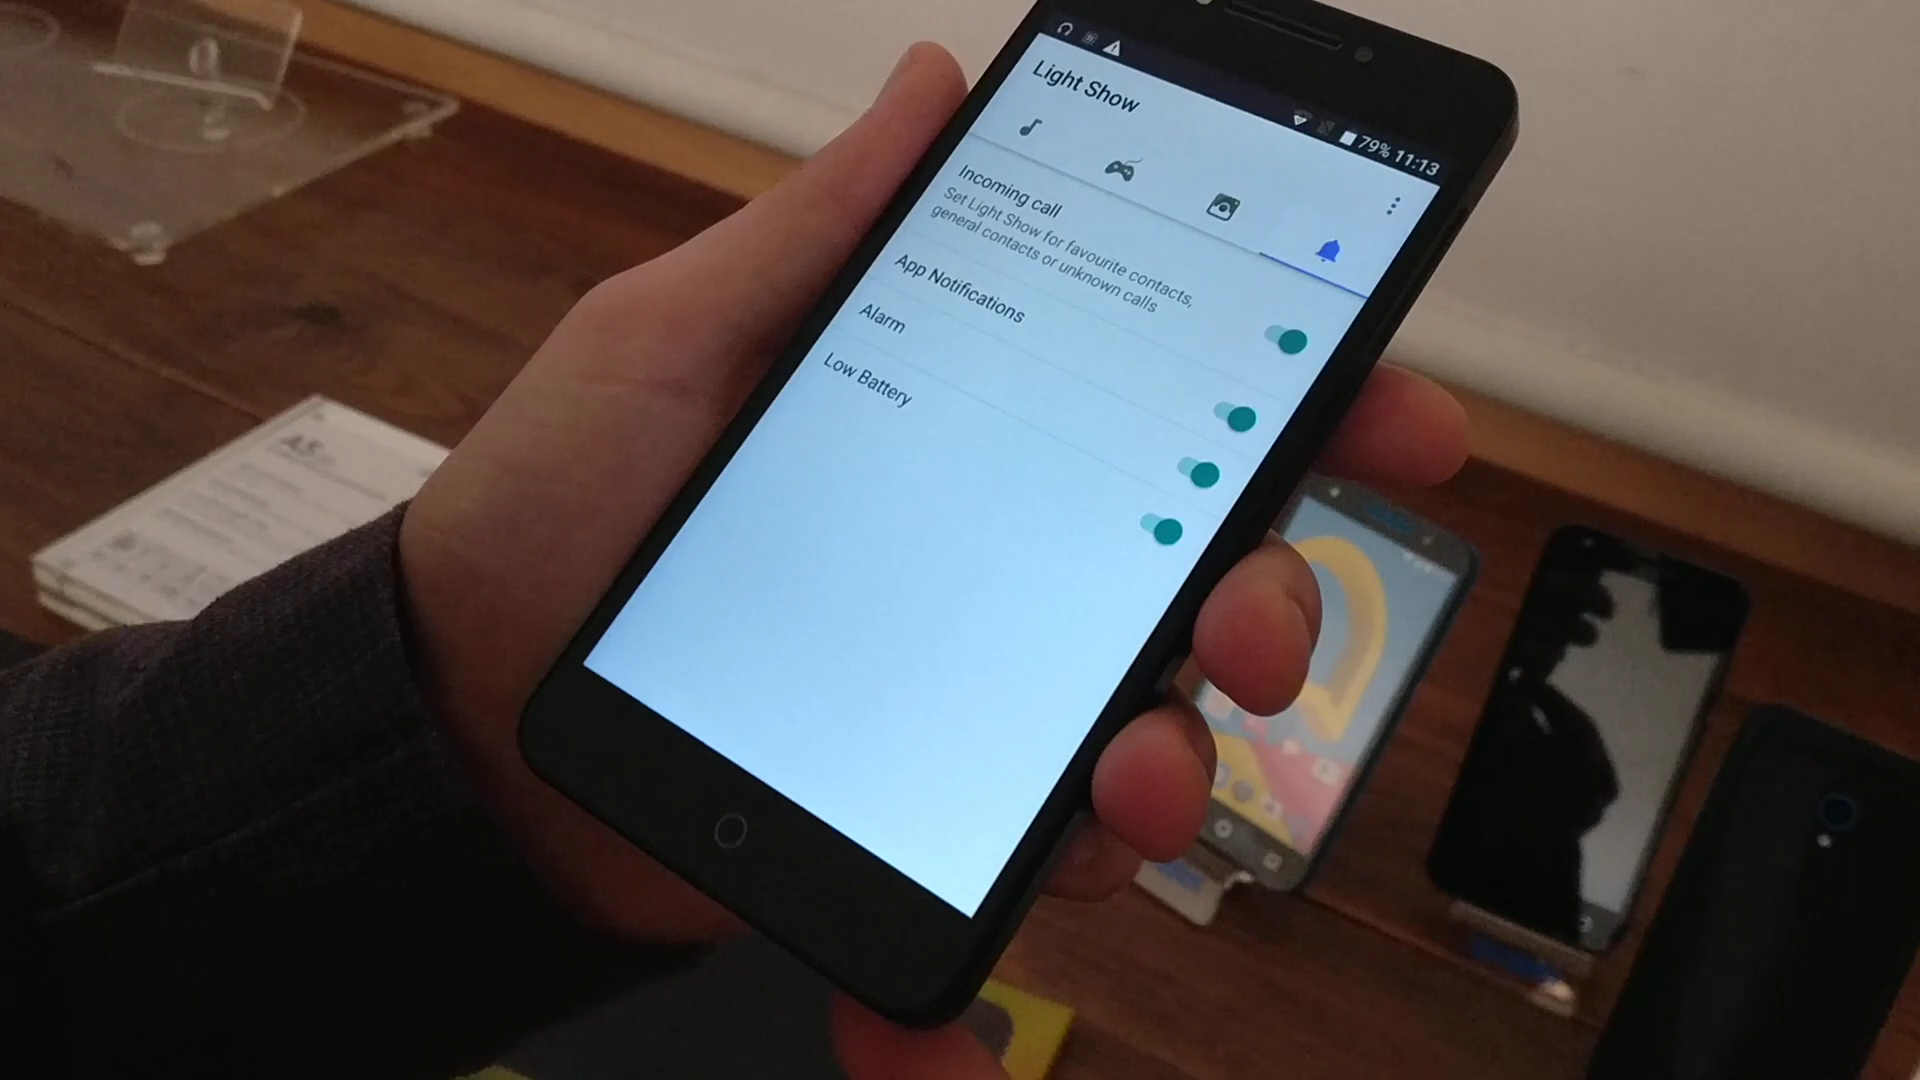 79% 11:13
Light Show
Incoming call
Set Light Show for favourite contacts,
general contacts or unknown calls
App Notifications
Alarm
Low Battery
A5